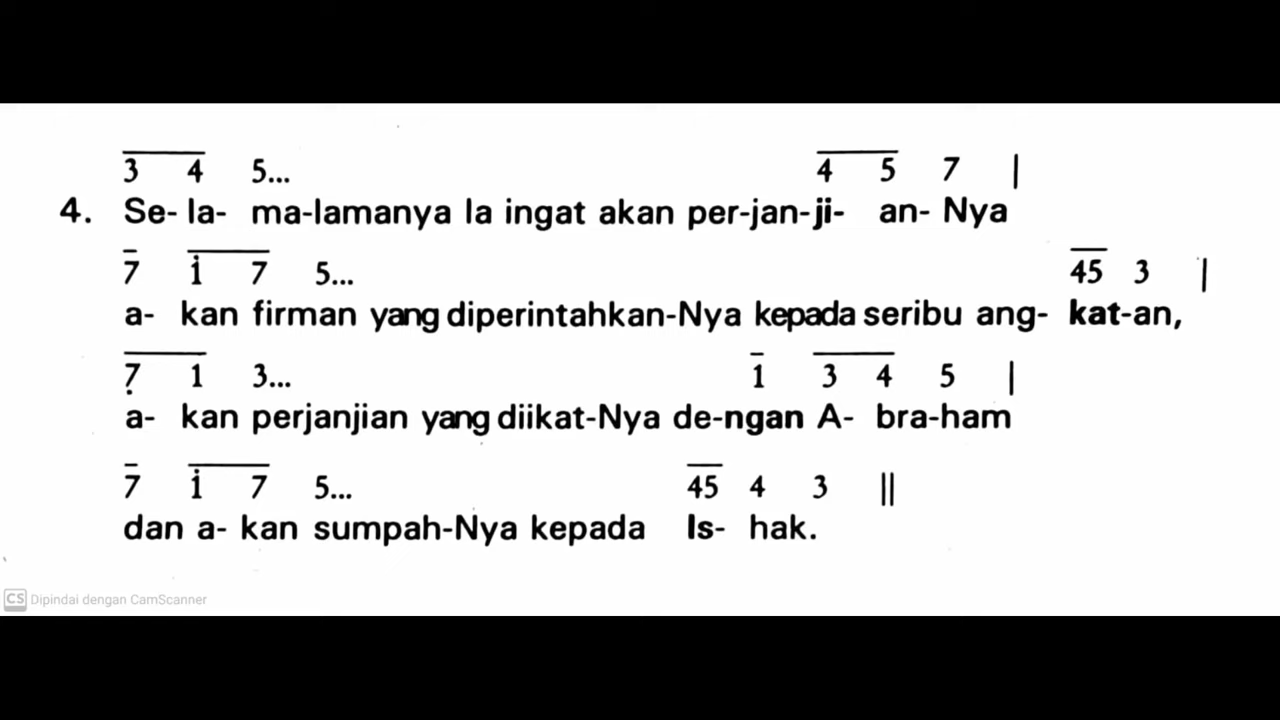 3 4 5... 4 5 7 |
4. Se- la- ma-lamanya Ia ingat akan per-jan-ji- an- Nya
7 i 7 5... 45 3 |
a- kan firman yang diperintahkan-Nya kepada seribu ang- kat-an,
7̣ 1 3... 1 3 4 5 |
a- kan perjanjian yang diikat-Nya de-ngan A- bra-ham
7 i 7 5... 45 4 3 ||
dan a- kan sumpah-Nya kepada Is- hak.
CS Dipindai dengan CamScanner